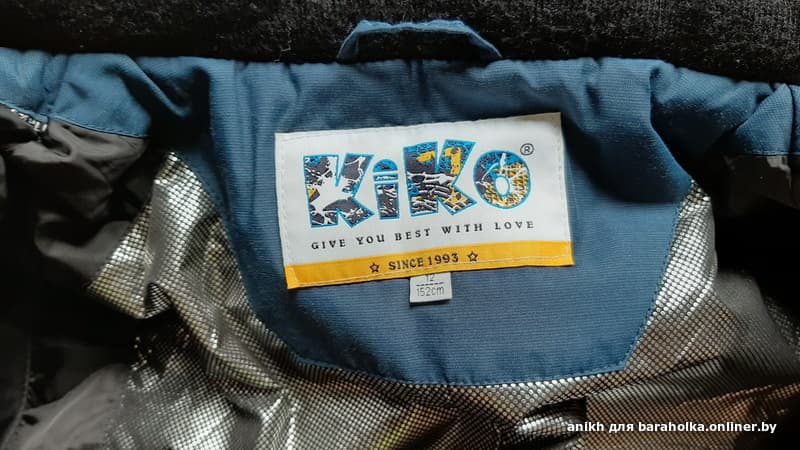 KiKO®
GIVE YOU BEST WITH LOVE
☆ SINCE 1993 ☆
12
152cm
anikh для baraholka.onliner.by